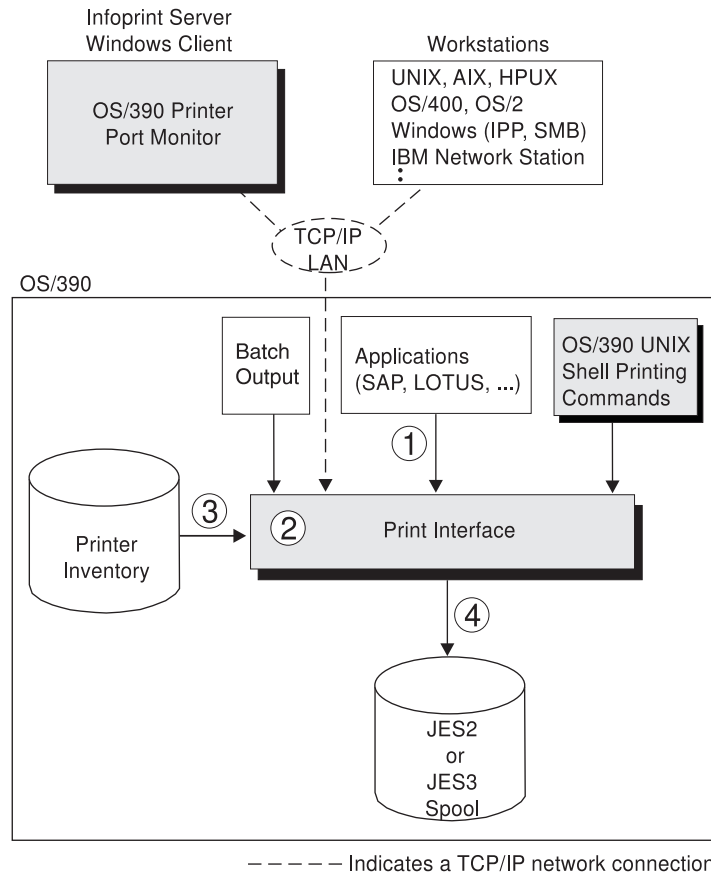 Infoprint Server
Windows Client
Workstations
OS/390 Printer
Port Monitor
UNIX, AIX, HPUX
OS/400, OS/2
Windows (IPP, SMB)
IBM Network Station
⋮
TCP/IP
LAN
OS/390
Batch
Output
Applications
(SAP, LOTUS, ...)
OS/390 UNIX
Shell Printing
Commands
1
3
2
Print Interface
Printer
Inventory
4
JES2
or
JES3
Spool
Indicates a TCP/IP network connection